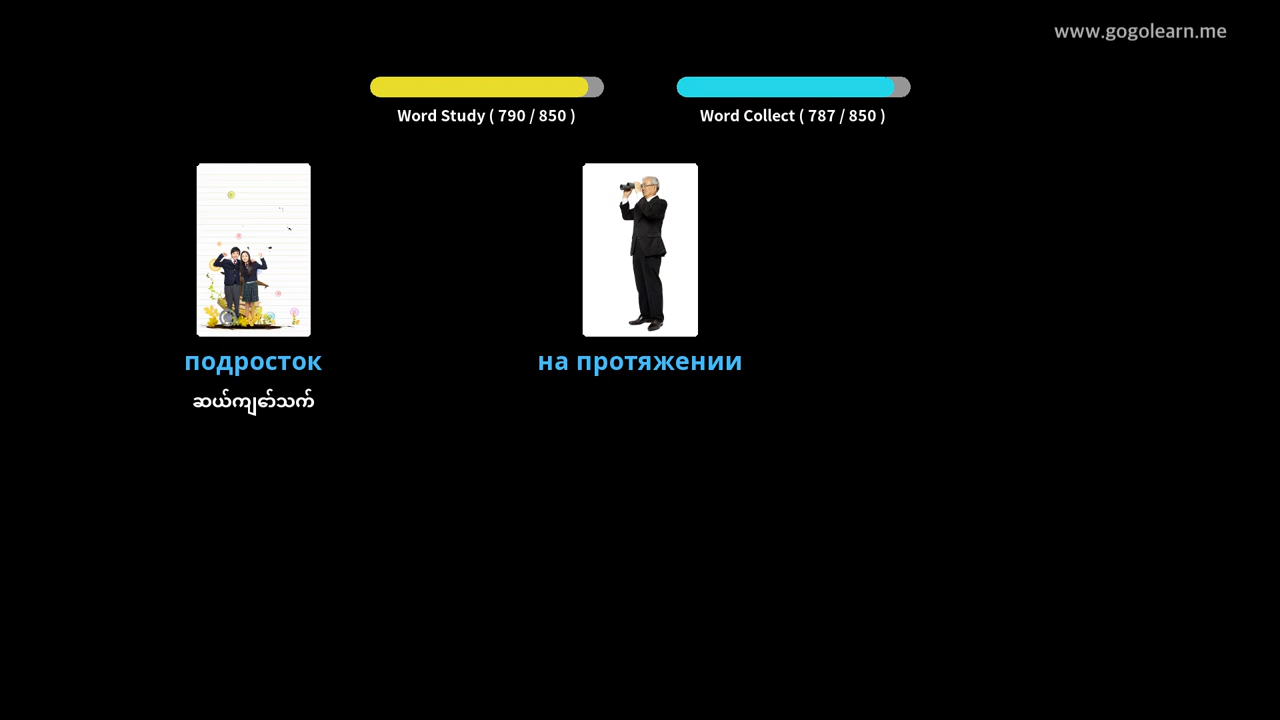 www.gogolearn.me
Word Study ( 790 / 850 )
Word Collect ( 787 / 850 )
подросток
на протяжении
ဆယ်ကျော်သက်